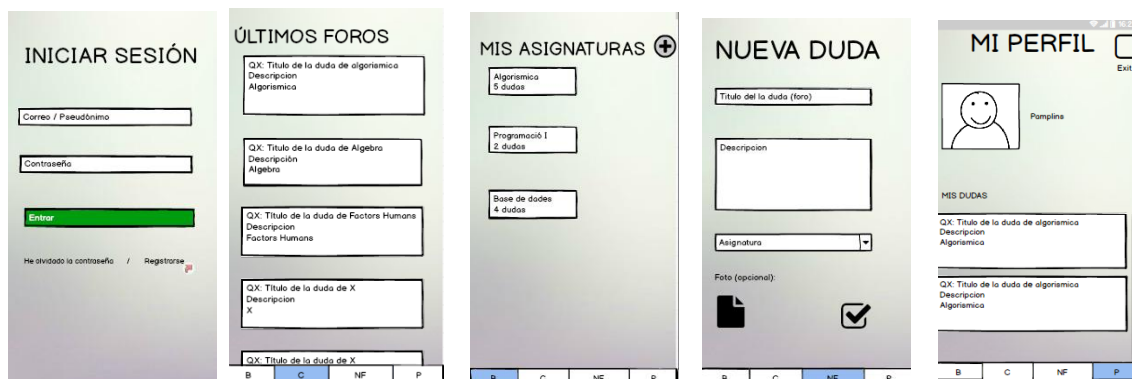 INICIAR SESIÓN
Correo / Pseudónimo
Contraseña
Entrar
He olvidado la contraseña / Registrarse
ÚLTIMOS FOROS
QX: Titulo de la duda de algorismica
Descripcion
Algorismica
QX: Titulo de la duda de Algebra
Descripción
Algebra
QX: Título de la duda de Factors Humans
Descripcion
Factors Humans
QX: Título de la duda de X
Descripcion
X
QX: Título de la duda de X
B C NF P
MIS ASIGNATURAS
Algorismica
5 dudas
Programació I
2 dudas
Base de dades
4 dudas
B C NF P
NUEVA DUDA
Titulo del la duda (foro)
Descripcion
Asignatura
Foto (opcional):
B C NF P
MI PERFIL
Exit
Pamplina
MIS DUDAS
QX: Titulo de la duda de algorismica
Descripcion
Algorismica
QX: Titulo de la duda de algorismica
Descripcion
Algorismica
B C NF P